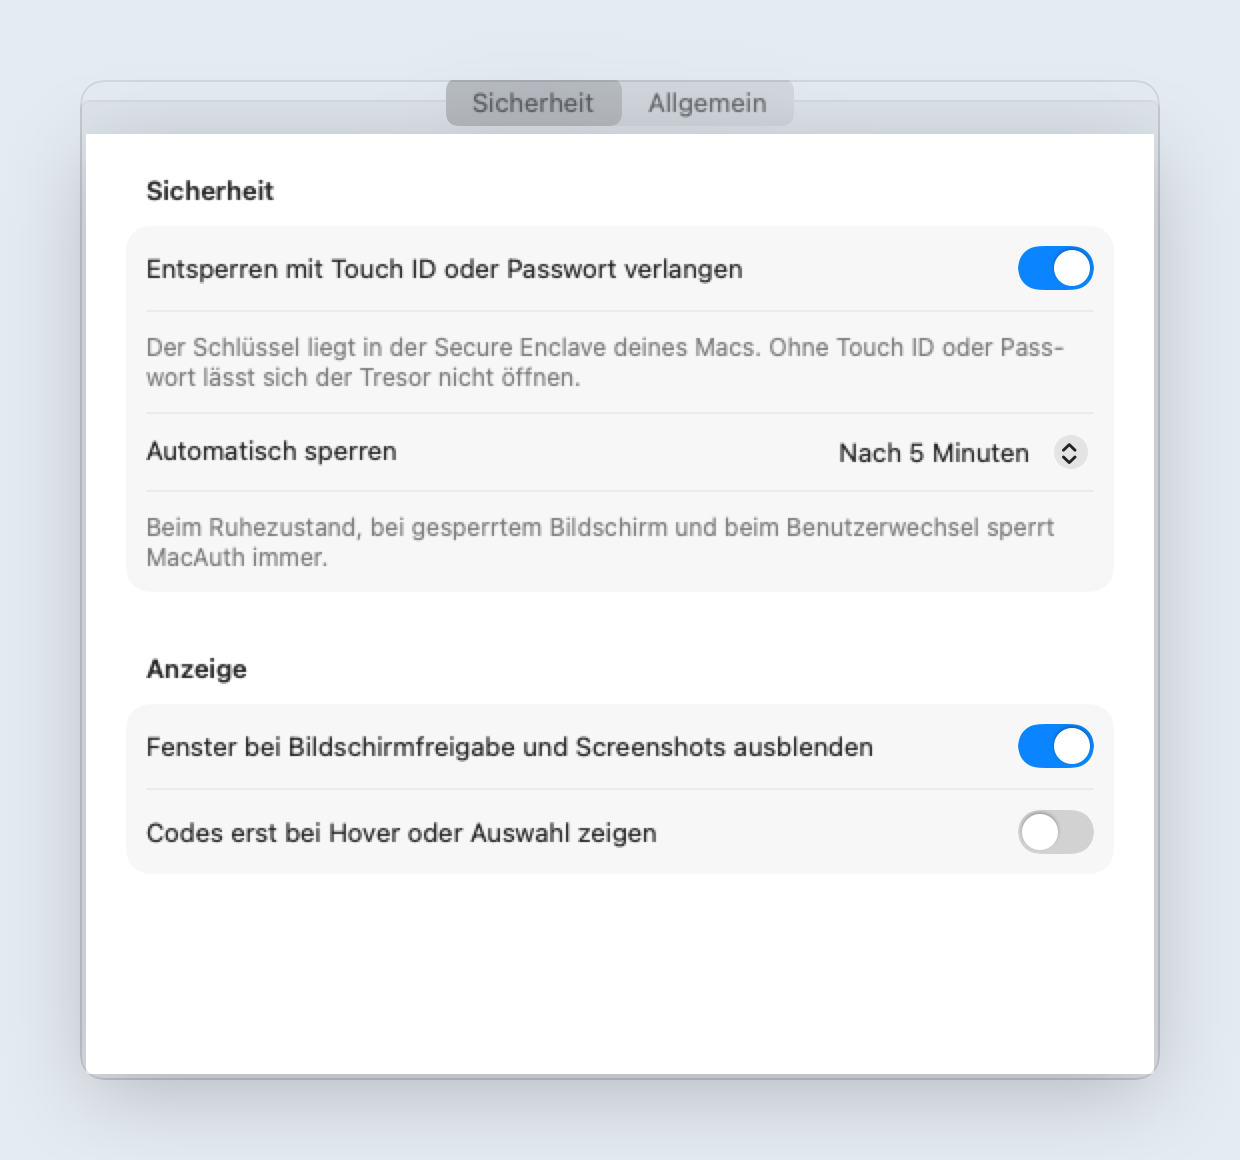 Sicherheit
Allgemein
Sicherheit
Entsperren mit Touch ID oder Passwort verlangen
Der Schlüssel liegt in der Secure Enclave deines Macs. Ohne Touch ID oder Pass-
wort lässt sich der Tresor nicht öffnen.
Automatisch sperren
Nach 5 Minuten
Beim Ruhezustand, bei gesperrtem Bildschirm und beim Benutzerwechsel sperrt
MacAuth immer.
Anzeige
Fenster bei Bildschirmfreigabe und Screenshots ausblenden
Codes erst bei Hover oder Auswahl zeigen